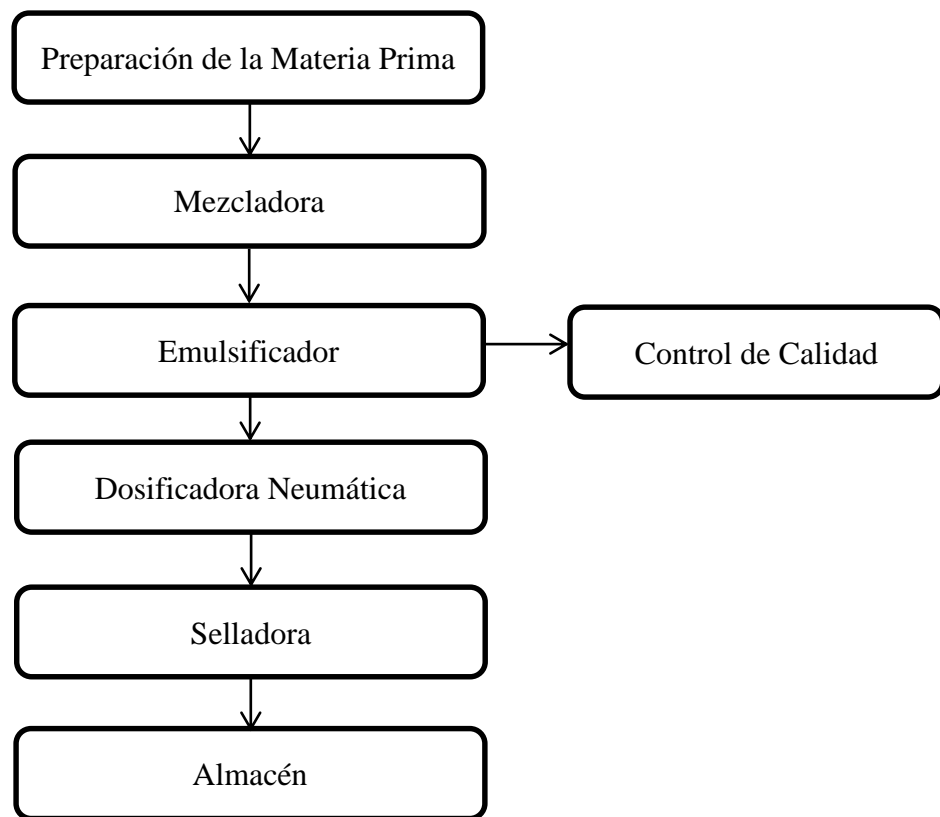 Preparación de la Materia Prima
Mezcladora
Emulsificador
Control de Calidad
Dosificadora Neumática
Selladora
Almacén